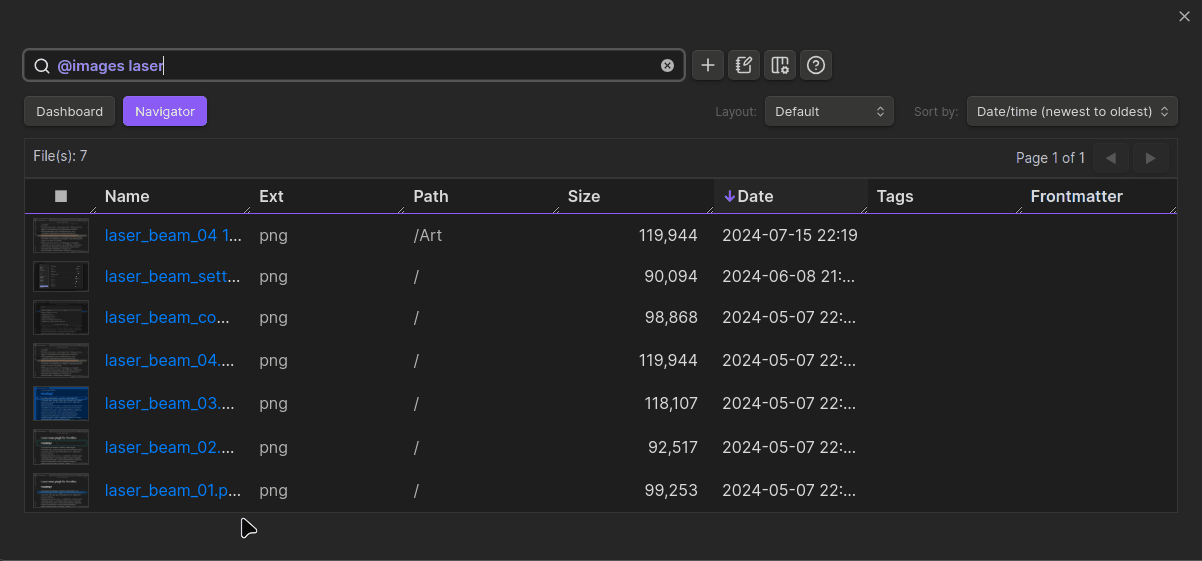 @images laser
Dashboard Navigator Layout: Default Sort by: Date/time (newest to oldest)
File(s): 7 Page 1 of 1
Name Ext Path Size Date Tags Frontmatter
laser_beam_04 1... png /Art 119,944 2024-07-15 22:19
laser_beam_sett... png / 90,094 2024-06-08 21:...
laser_beam_co... png / 98,868 2024-05-07 22:...
laser_beam_04.... png / 119,944 2024-05-07 22:...
laser_beam_03.... png / 118,107 2024-05-07 22:...
laser_beam_02.... png / 92,517 2024-05-07 22:...
laser_beam_01.p... png / 99,253 2024-05-07 22:...